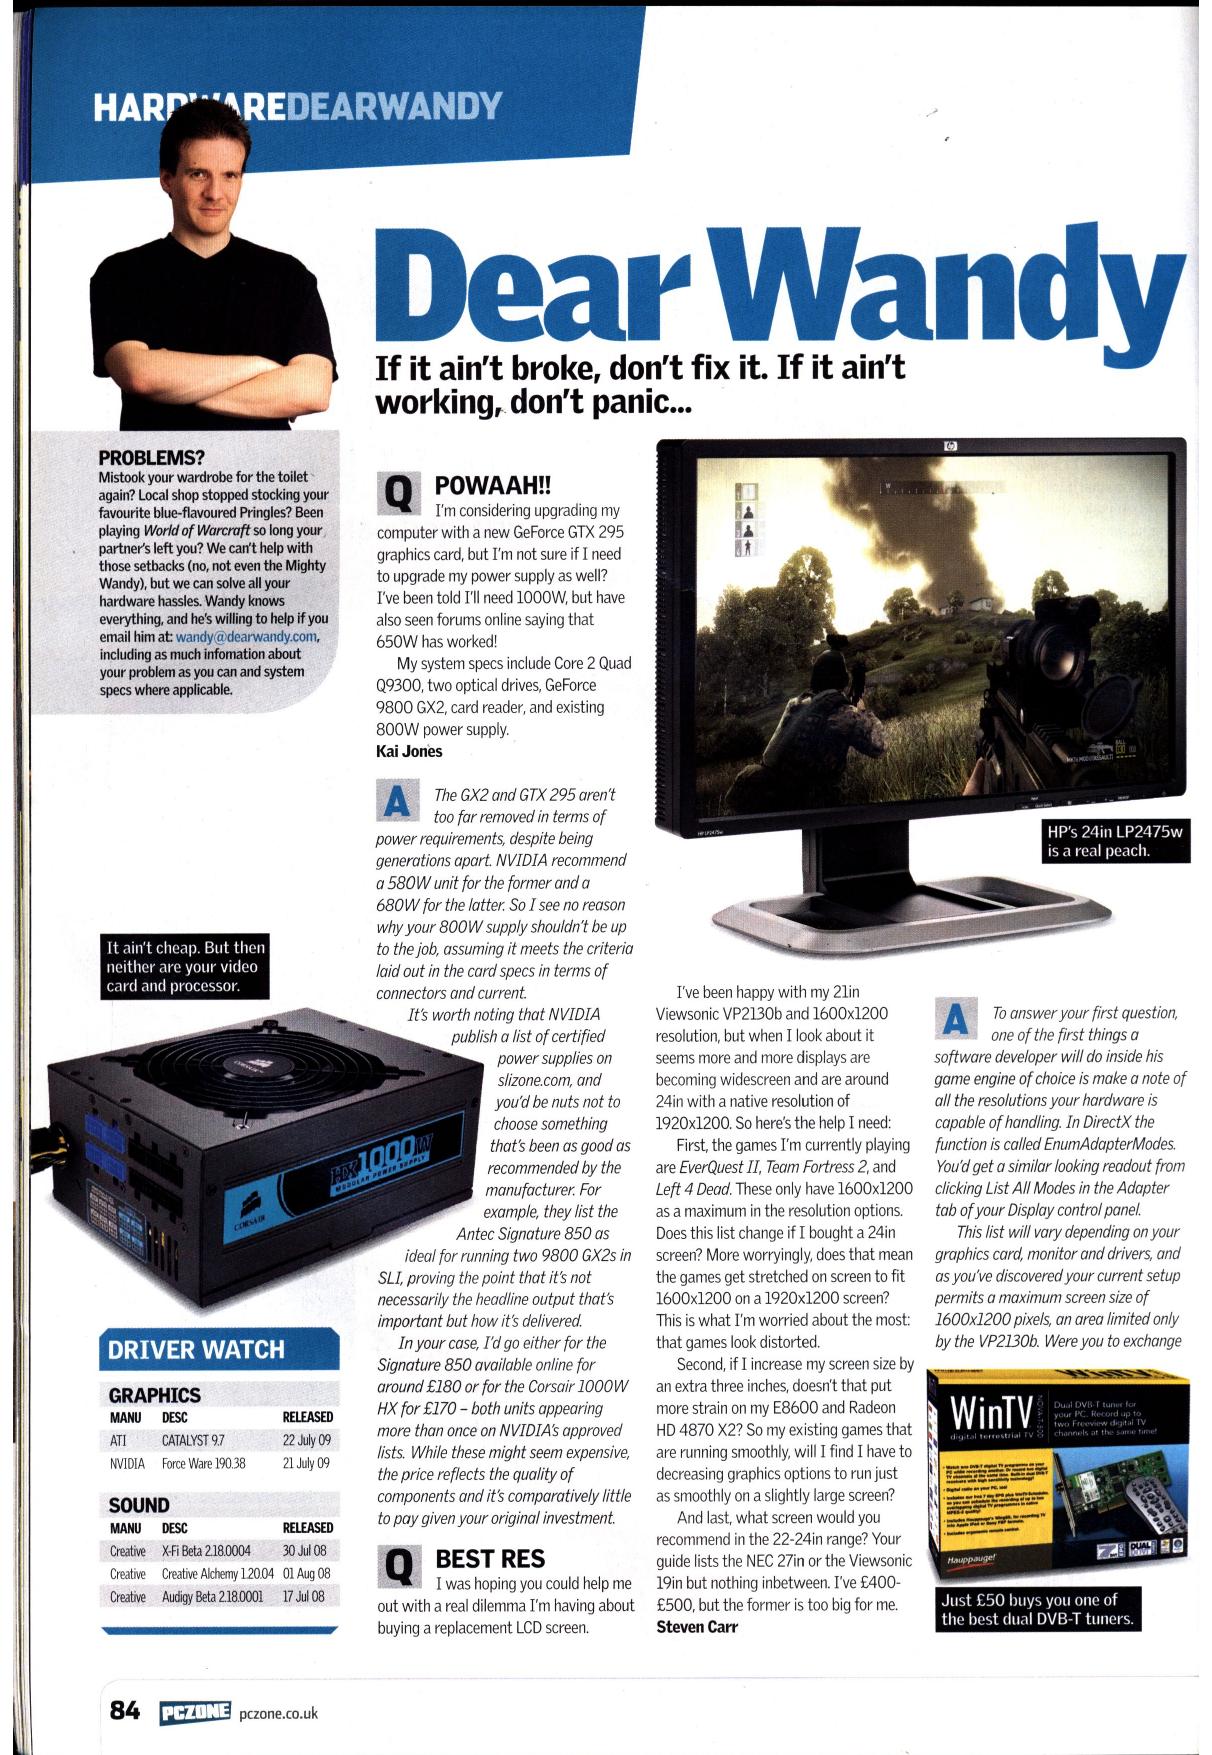 HARDWAREDEARWANDY
Dear Wandy
If it ain't broke, don't fix it. If it ain't
working, don't panic...
PROBLEMS?
Mistook your wardrobe for the toilet
again? Local shop stopped stocking your
favourite blue-flavoured Pringles? Been
playing World of Warcraft so long your
partner's left you? We can't help with
those setbacks (no, not even the Mighty
Wandy), but we can solve all your
hardware hassles. Wandy knows
everything, and he's willing to help if you
email him at: wandy@dearwandy.com,
including as much infomation about
your problem as you can and system
specs where applicable.
It ain't cheap. But then
neither are your video
card and processor.
CORSAIR
HX1000W
MODULAR POWER SUPPLY
CORSAIR
DRIVER WATCH
GRAPHICS
MANU DESC RELEASED
ATI CATALYST 9.7 22 July 09
NVIDIA Force Ware 190.38 21 July 09
SOUND
MANU DESC RELEASED
Creative X-Fi Beta 2.18.0004 30 Jul 08
Creative Creative Alchemy 1.20.04 01 Aug 08
Creative Audigy Beta 2.18.0001 17 Jul 08
Q POWAAH!!
I'm considering upgrading my
computer with a new GeForce GTX 295
graphics card, but I'm not sure if I need
to upgrade my power supply as well?
I've been told I'll need 1000W, but have
also seen forums online saying that
650W has worked!
My system specs include Core 2 Quad
Q9300, two optical drives, GeForce
9800 GX2, card reader, and existing
800W power supply.
Kai Jones
A The GX2 and GTX 295 aren't
too far removed in terms of
power requirements, despite being
generations apart. NVIDIA recommend
a 580W unit for the former and a
680W for the latter. So I see no reason
why your 800W supply shouldn't be up
to the job, assuming it meets the criteria
laid out in the card specs in terms of
connectors and current.
It's worth noting that NVIDIA
publish a list of certified
power supplies on
slizone.com, and
you'd be nuts not to
choose something
that's been as good as
recommended by the
manufacturer. For
example, they list the
Antec Signature 850 as
ideal for running two 9800 GX2s in
SLI, proving the point that it's not
necessarily the headline output that's
important but how it's delivered.
In your case, I'd go either for the
Signature 850 available online for
around £180 or for the Corsair 1000W
HX for £170 – both units appearing
more than once on NVIDIA's approved
lists. While these might seem expensive,
the price reflects the quality of
components and it's comparatively little
to pay given your original investment.
Q BEST RES
I was hoping you could help me
out with a real dilemma I'm having about
buying a replacement LCD screen.
hp
HP LP2475w
HP's 24in LP2475w
is a real peach.
I've been happy with my 21in
Viewsonic VP2130b and 1600x1200
resolution, but when I look about it
seems more and more displays are
becoming widescreen and are around
24in with a native resolution of
1920x1200. So here's the help I need:
First, the games I'm currently playing
are EverQuest II, Team Fortress 2, and
Left 4 Dead. These only have 1600x1200
as a maximum in the resolution options.
Does this list change if I bought a 24in
screen? More worryingly, does that mean
the games get stretched on screen to fit
1600x1200 on a 1920x1200 screen?
This is what I'm worried about the most:
that games look distorted.
Second, if I increase my screen size by
an extra three inches, doesn't that put
more strain on my E8600 and Radeon
HD 4870 X2? So my existing games that
are running smoothly, will I find I have to
decreasing graphics options to run just
as smoothly on a slightly large screen?
And last, what screen would you
recommend in the 22-24in range? Your
guide lists the NEC 27in or the Viewsonic
19in but nothing inbetween. I've £400-
£500, but the former is too big for me.
Steven Carr
A To answer your first question,
one of the first things a
software developer will do inside his
game engine of choice is make a note of
all the resolutions your hardware is
capable of handling. In DirectX the
function is called EnumAdapterModes.
You'd get a similar looking readout from
clicking List All Modes in the Adapter
tab of your Display control panel.
This list will vary depending on your
graphics card, monitor and drivers, and
as you've discovered your current setup
permits a maximum screen size of
1600x1200 pixels, an area limited only
by the VP2130b. Were you to exchange
WinTV
WinTV
digital terrestrial TV
NOVA-T-500
Dual DVB-T tuner for
your PC. Record up to
two Freeview digital TV
channels at the same time!
Hauppauge!
Just £50 buys you one of
the best dual DVB-T tuners.
84 PCZONE pczone.co.uk